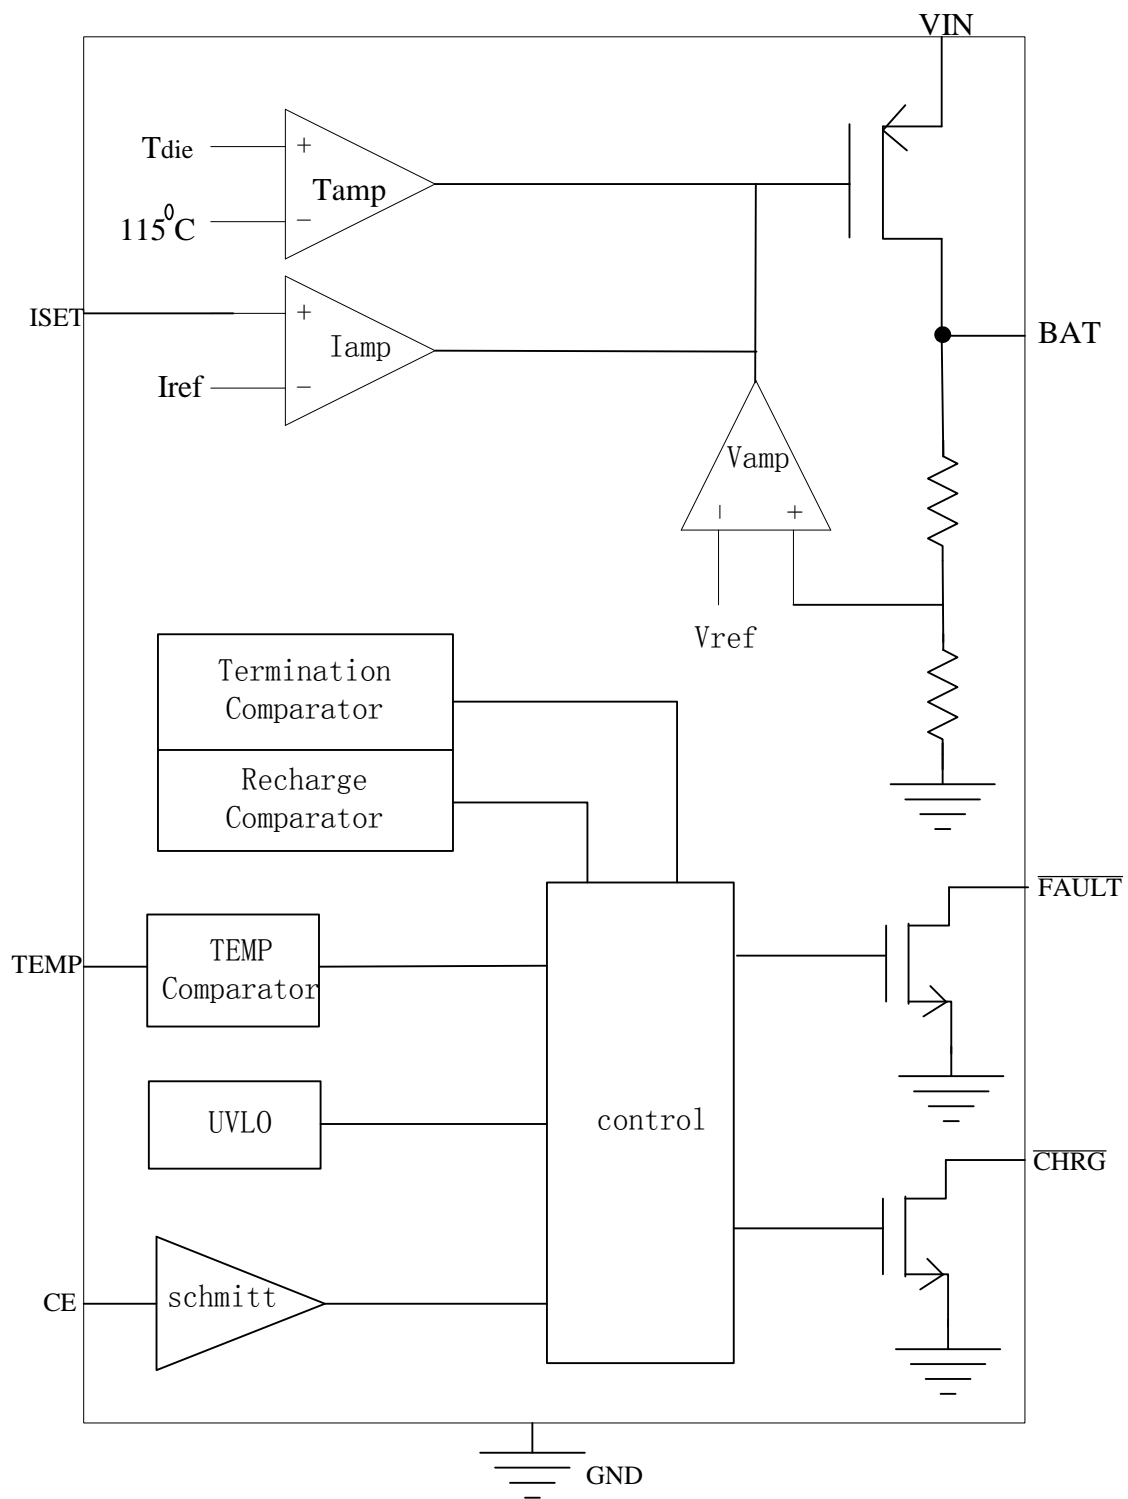 VIN
Tdie
+
Tamp
115⁰C
−
ISET
+
Iamp
BAT
Iref
−
Vamp
− +
Vref
Termination
Comparator
Recharge
Comparator
FAULT
TEMP
TEMP
Comparator
UVLO
control
CHRG
CE
schmitt
GND